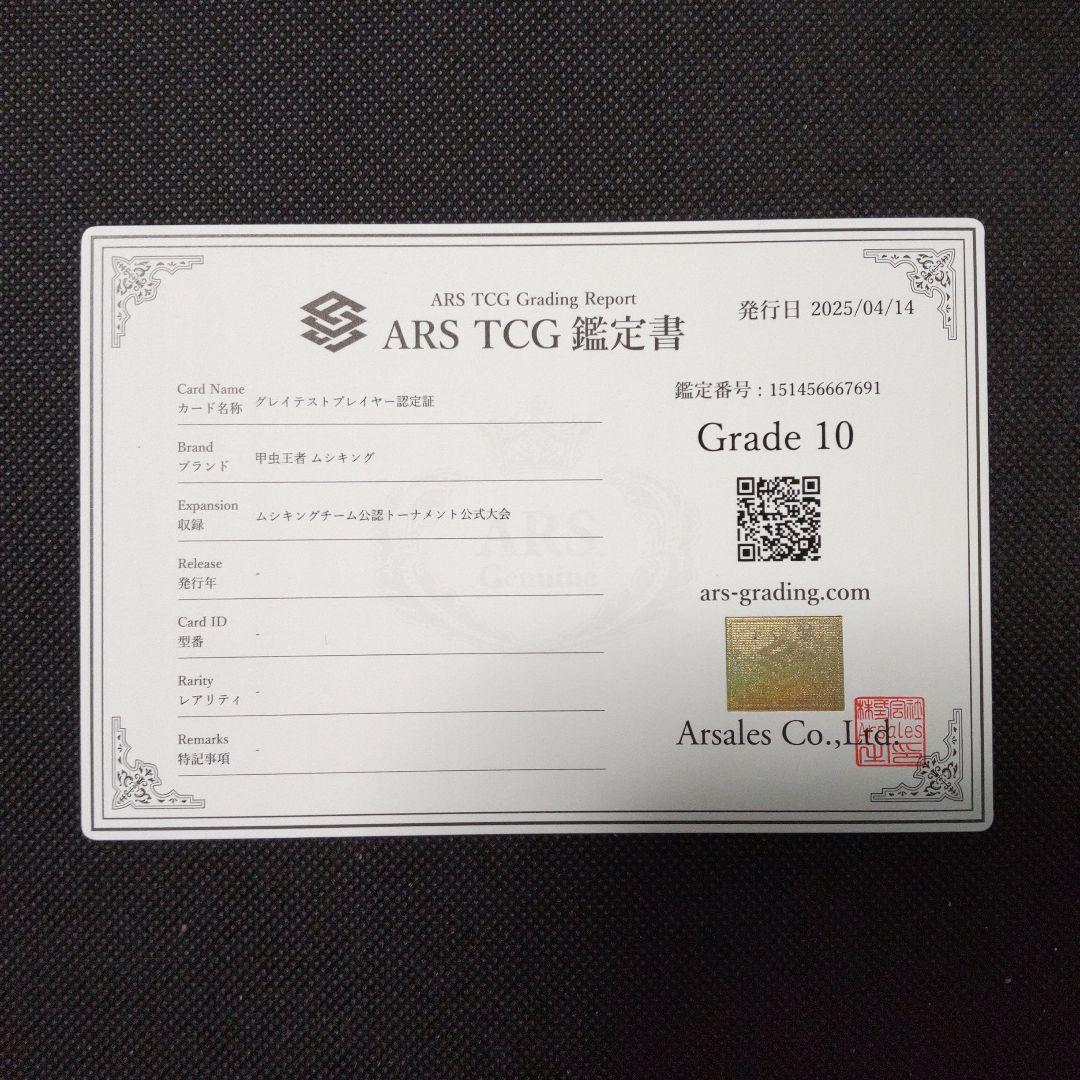 ARS TCG Grading Report
ARS TCG 鑑定書
発行日 2025/04/14
Card Name
カード名称 グレイテストプレイヤー認定証
Brand
ブランド 甲虫王者 ムシキング
Expansion
収録 ムシキングチーム公認トーナメント公式大会
Release
発行年 -
Card ID
型番 -
Rarity
レアリティ -
Remarks
特記事項 -
鑑定番号 : 151456667691
Grade 10
ars-grading.com
Arsales Co.,Ltd.
ARS
Genuine
Arsales